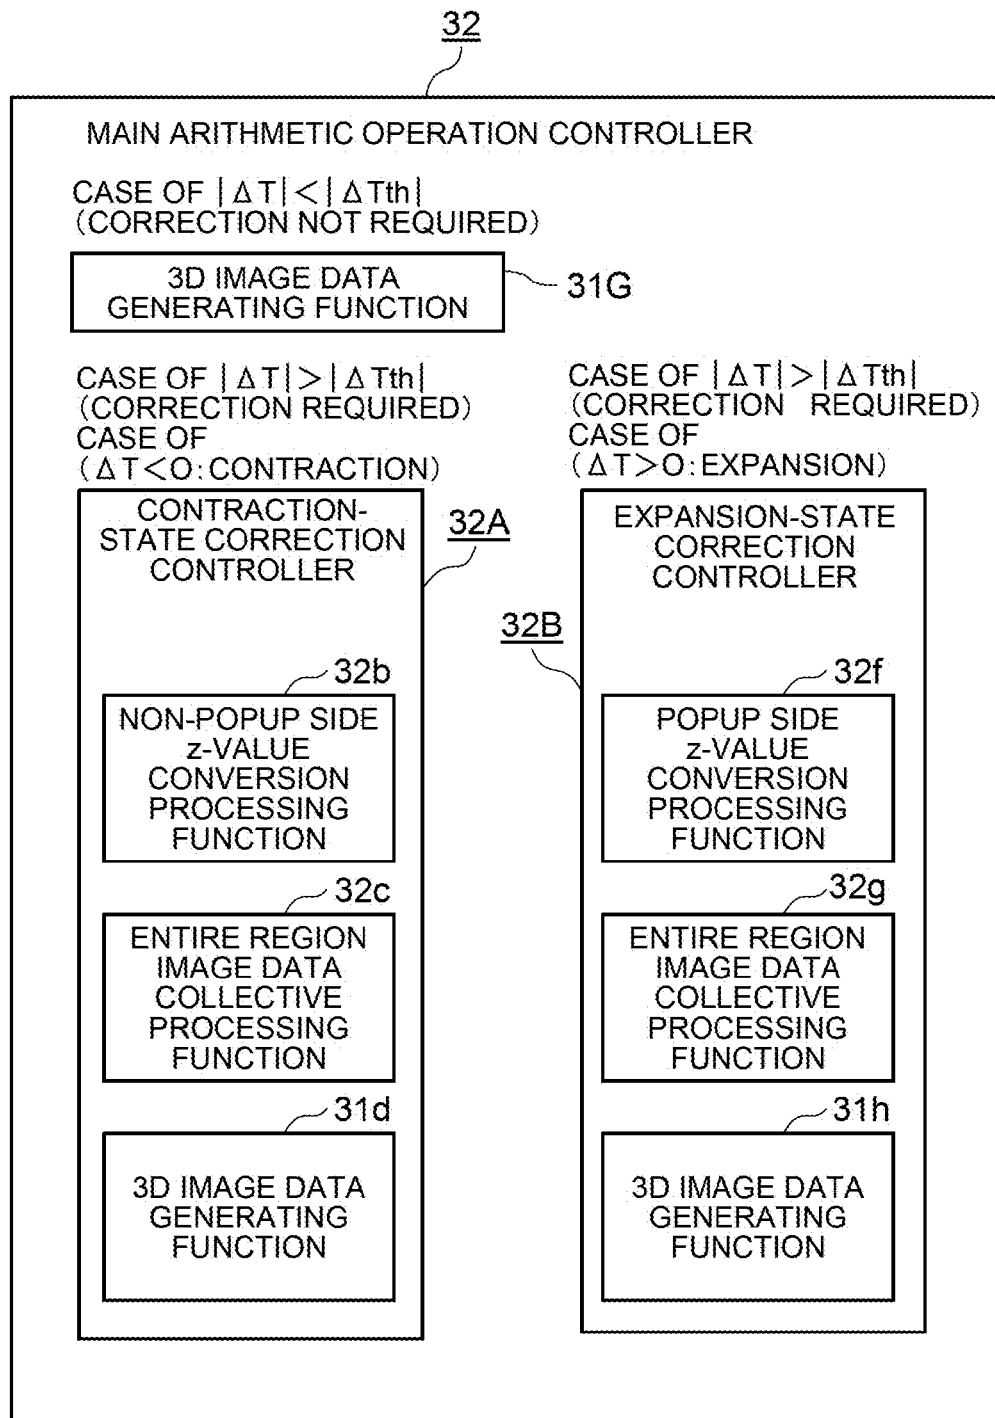 32
MAIN ARITHMETIC OPERATION CONTROLLER
CASE OF |ΔT|<|ΔTth|
(CORRECTION NOT REQUIRED)
3D IMAGE DATA
GENERATING FUNCTION
31G
CASE OF |ΔT|>|ΔTth|
(CORRECTION REQUIRED)
CASE OF
(ΔT<O:CONTRACTION)
CONTRACTION-
STATE CORRECTION
CONTROLLER
32A
32b
NON-POPUP SIDE
z-VALUE
CONVERSION
PROCESSING
FUNCTION
32c
ENTIRE REGION
IMAGE DATA
COLLECTIVE
PROCESSING
FUNCTION
31d
3D IMAGE DATA
GENERATING
FUNCTION
CASE OF |ΔT|>|ΔTth|
(CORRECTION REQUIRED)
CASE OF
(ΔT>O:EXPANSION)
EXPANSION-STATE
CORRECTION
CONTROLLER
32B
32f
POPUP SIDE
z-VALUE
CONVERSION
PROCESSING
FUNCTION
32g
ENTIRE REGION
IMAGE DATA
COLLECTIVE
PROCESSING
FUNCTION
31h
3D IMAGE DATA
GENERATING
FUNCTION